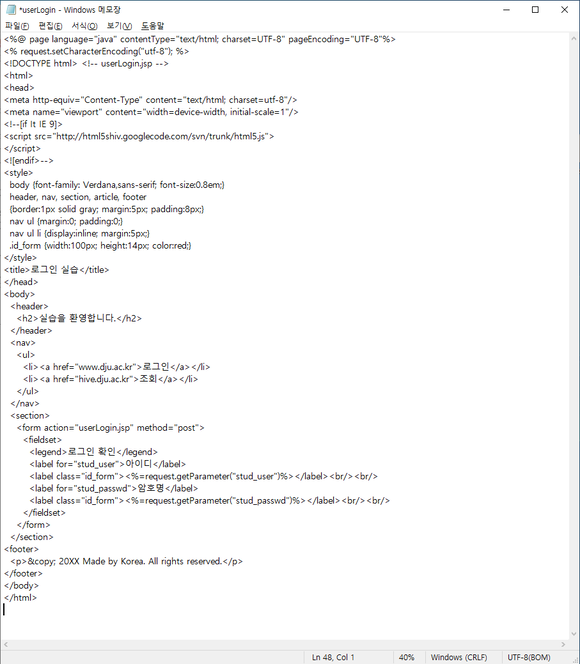 *userLogin - Windows 메모장
파일(F) 편집(E) 서식(O) 보기(V) 도움말
<%@ page language="java" contentType="text/html; charset=UTF-8" pageEncoding="UTF-8"%>
<% request.setCharacterEncoding("utf-8"); %>
<!DOCTYPE html> <!-- userLogin.jsp -->
<html>
<head>
<meta http-equiv="Content-Type" content="text/html; charset=utf-8"/>
<meta name="viewport" content="width=device-width, initial-scale=1"/>
<!--[if lt IE 9]>
<script src="http://html5shiv.googlecode.com/svn/trunk/html5.js">
</script>
<![endif]-->
<style>
body {font-family: Verdana,sans-serif; font-size:0.8em;}
header, nav, section, article, footer
{border:1px solid gray; margin:5px; padding:8px;}
nav ul {margin:0; padding:0;}
nav ul li {display:inline; margin:5px;}
.id_form {width:100px; height:14px; color:red;}
</style>
<title>로그인 실습</title>
</head>
<body>
<header>
<h2>실습을 환영합니다.</h2>
</header>
<nav>
<ul>
<li><a href="www.dju.ac.kr">로그인</a></li>
<li><a href="hive.dju.ac.kr">조회</a></li>
</ul>
</nav>
<section>
<form action="userLogin.jsp" method="post">
<fieldset>
<legend>로그인 확인</legend>
<label for="stud_user">아이디</label>
<label class="id_form"><%=request.getParameter("stud_user")%></label><br/><br/>
<label for="stud_passwd">암호명</label>
<label class="id_form"><%=request.getParameter("stud_passwd")%></label><br/><br/>
</fieldset>
</form>
</section>
<footer>
<p>&copy; 20XX Made by Korea. All rights reserved.</p>
</footer>
</body>
</html>
Ln 48, Col 1 40% Windows (CRLF) UTF-8(BOM)